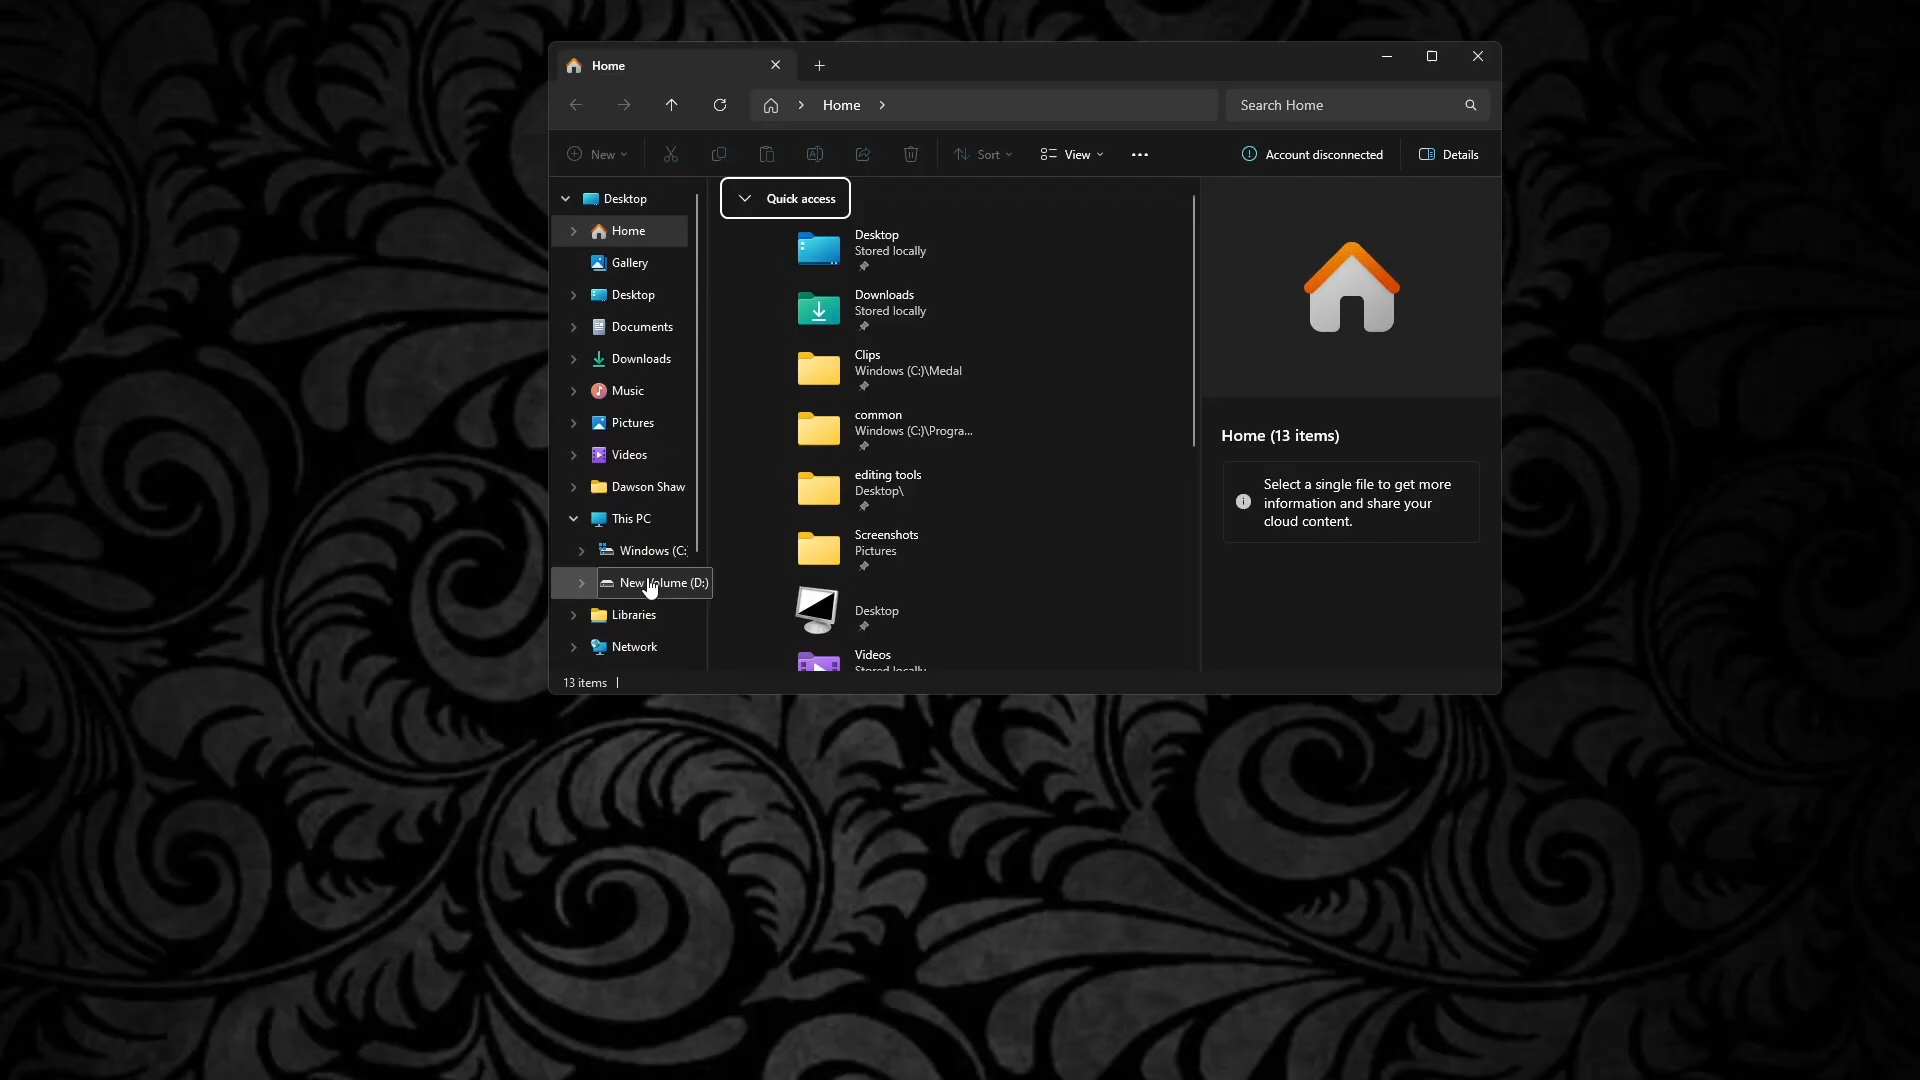 Home
Home
Search Home
New
Sort
View
Account disconnected
Details
Desktop
Home
Gallery
Desktop
Documents
Downloads
Music
Pictures
Videos
Dawson Shaw
This PC
Windows (C:
New Volume (D:)
Libraries
Network
Quick access
Desktop
Stored locally
Downloads
Stored locally
Clips
Windows (C:)\Medal
common
Windows (C:)\Progra...
editing tools
Desktop\
Screenshots
Pictures
Desktop
Videos
Stored locally
Home (13 items)
Select a single file to get more
information and share your
cloud content.
13 items